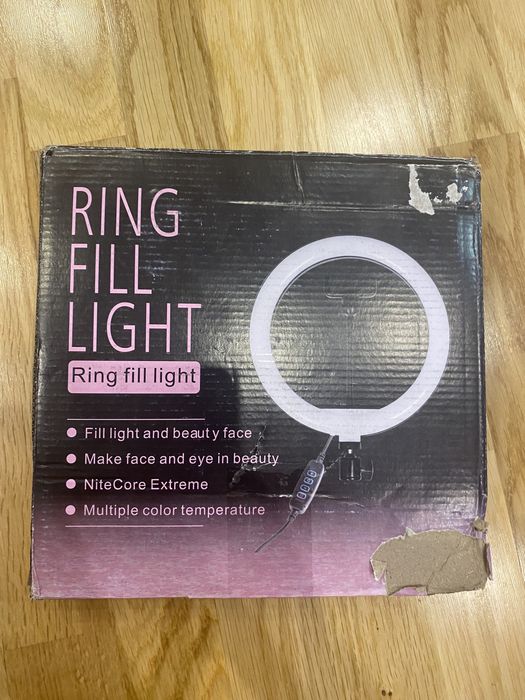 RING
FILL
LIGHT
Ring fill light
Fill light and beauty face
Make face and eye in beauty
NiteCore Extreme
Multiple color temperature